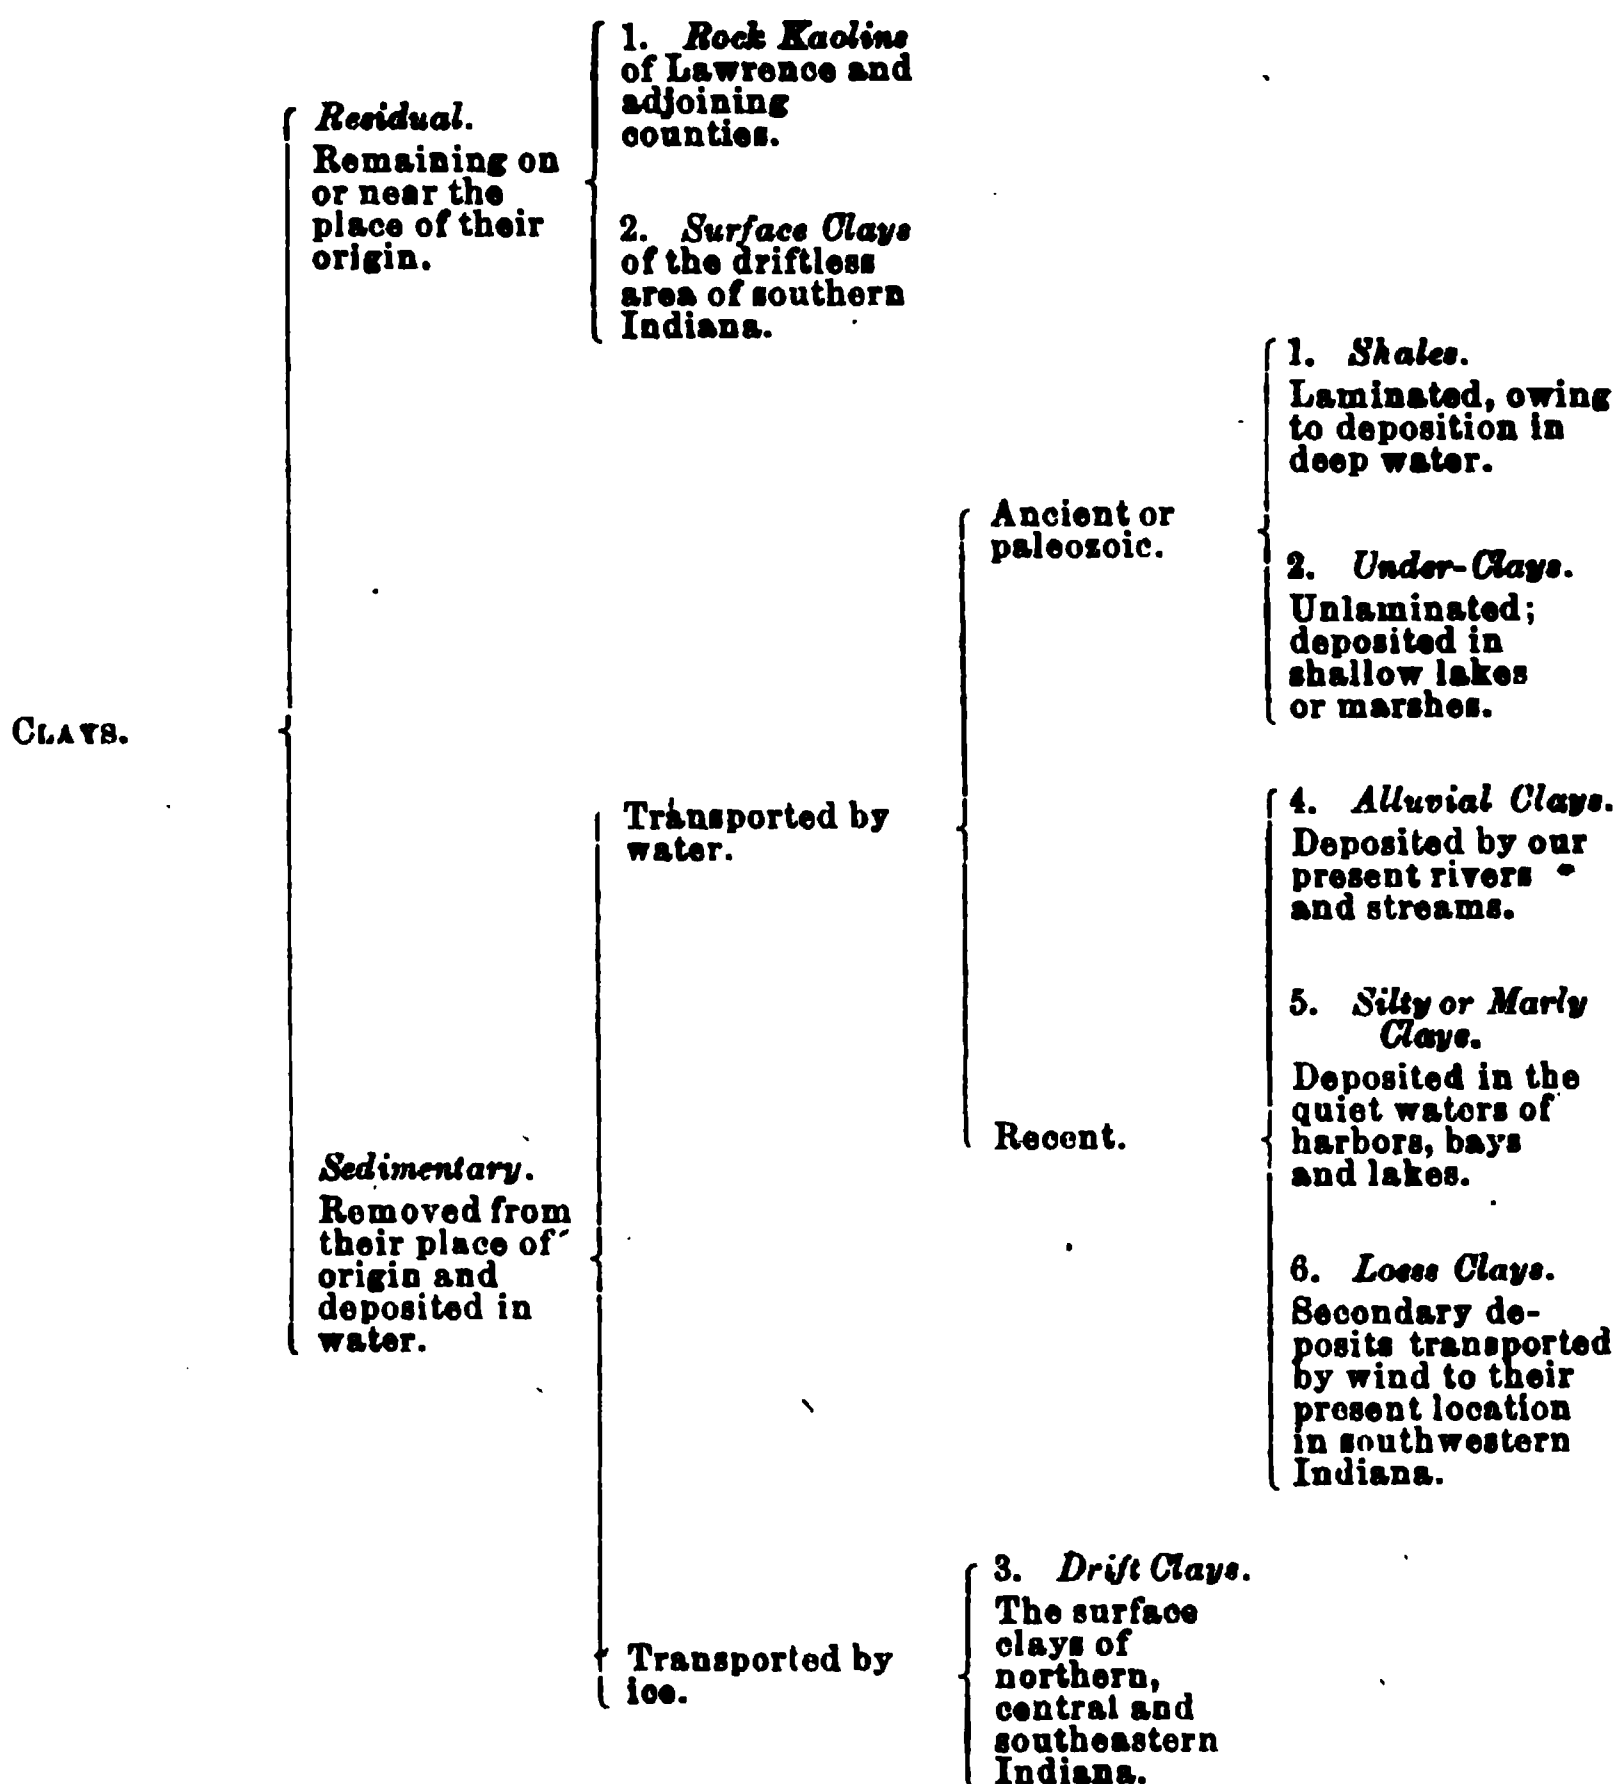 CLAYS.
Residual.
Remaining on
or near the
place of their
origin.
1. Rock Kaolins
of Lawrence and
adjoining
counties.
2. Surface Clays
of the driftless
area of southern
Indiana.
Sedimentary.
Removed from
their place of
origin and
deposited in
water.
Transported by
water.
Ancient or
paleozoic.
1. Shales.
Laminated, owing
to deposition in
deep water.
2. Under-Clays.
Unlaminated;
deposited in
shallow lakes
or marshes.
Recent.
4. Alluvial Clays.
Deposited by our
present rivers
and streams.
5. Silty or Marly
Clays.
Deposited in the
quiet waters of
harbors, bays
and lakes.
6. Loess Clays.
Secondary de-
posits transported
by wind to their
present location
in southwestern
Indiana.
Transported by
ice.
3. Drift Clays.
The surface
clays of
northern,
central and
southeastern
Indiana.